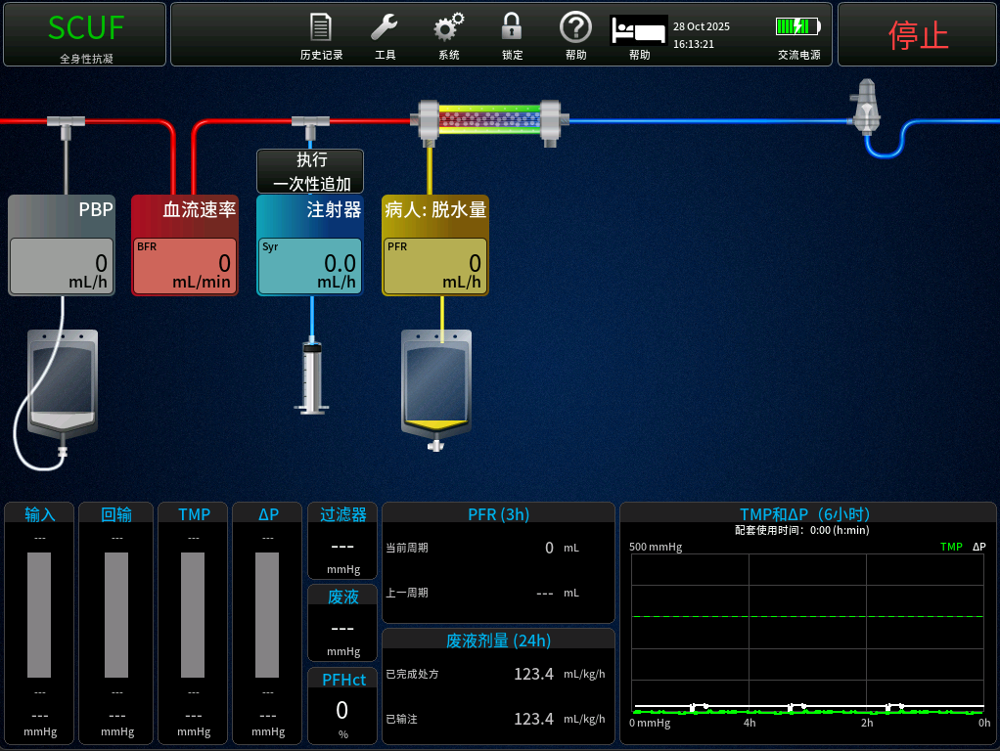 SCUF
全身性抗凝
历史记录
工具
系统
锁定
帮助
帮助
28 Oct 2025
16:13:21
交流电源
停止
执行
一次性追加
PBP
0
mL/h
血流速率
BFR
0
mL/min
注射器
Syr
0.0
mL/h
病人: 脱水量
PFR
0
mL/h
输入
---
---
---
mmHg
回输
---
---
---
mmHg
TMP
---
---
---
mmHg
ΔP
---
---
---
mmHg
过滤器
---
mmHg
废液
---
mmHg
PFHct
0
%
PFR (3h)
当前周期 0 mL
上一周期 --- mL
废液剂量 (24h)
已完成处方 123.4 mL/kg/h
已输注 123.4 mL/kg/h
TMP和ΔP（6小时）
配套使用时间：0:00 (h:min)
500 mmHg
TMP ΔP
0 mmHg 4h 2h 0h